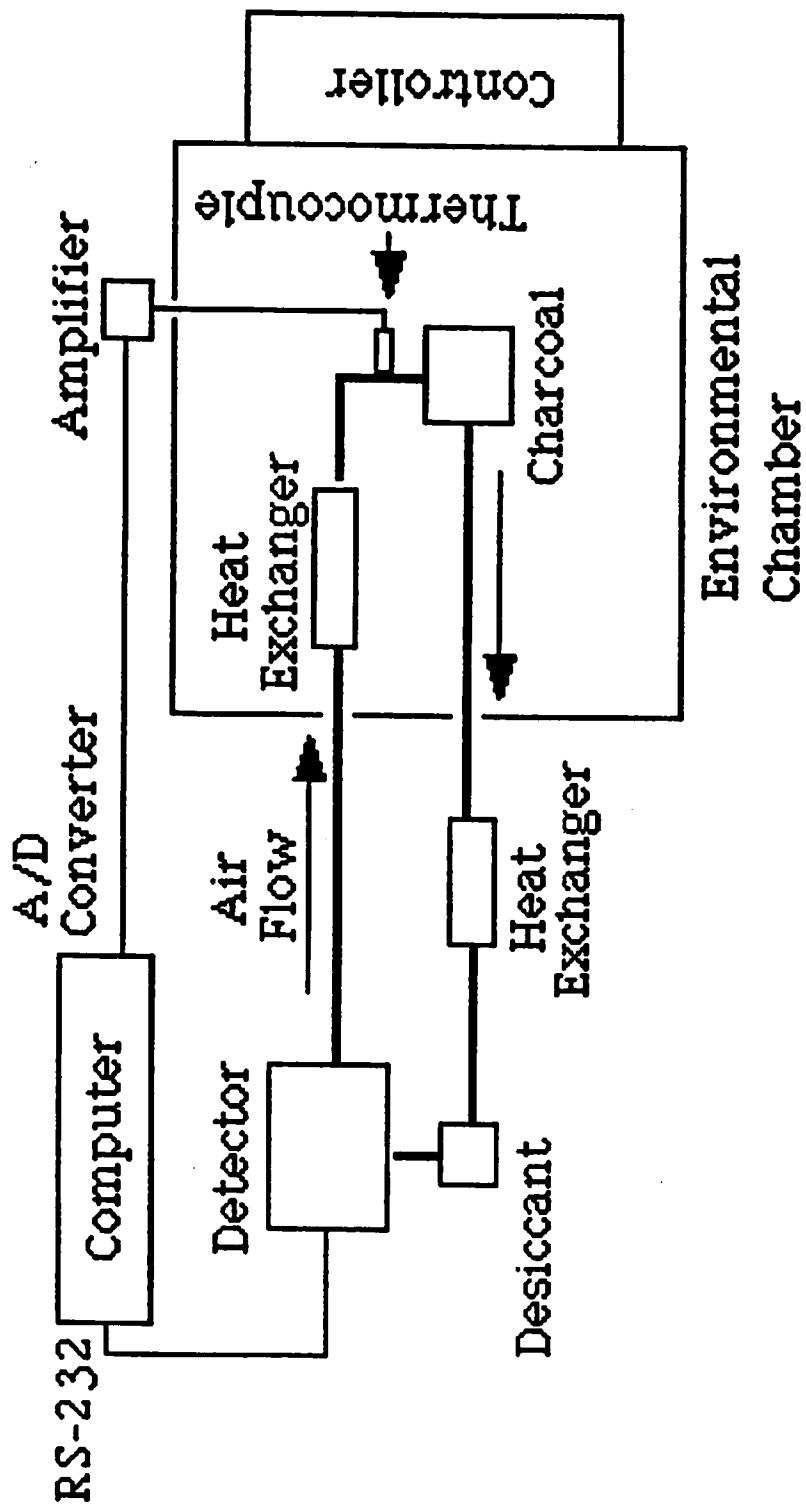 RS-232
Computer
A/D
Converter
Amplifier
Detector
Air
Flow
Heat
Exchanger
Thermocouple
Controller
Desiccant
Heat
Exchanger
Charcoal
Environmental
Chamber